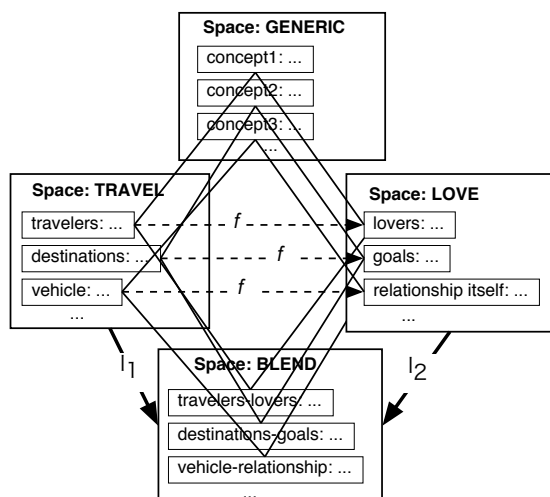 Space: GENERIC
concept1: ...
concept2: ...
concept3: ...
...
Space: TRAVEL
travelers: ...
destinations: ...
vehicle: ...
...
f
f
f
Space: LOVE
lovers: ...
goals: ...
relationship itself: ...
...
I1
I2
Space: BLEND
travelers-lovers: ...
destinations-goals: ...
vehicle-relationship: ...
...